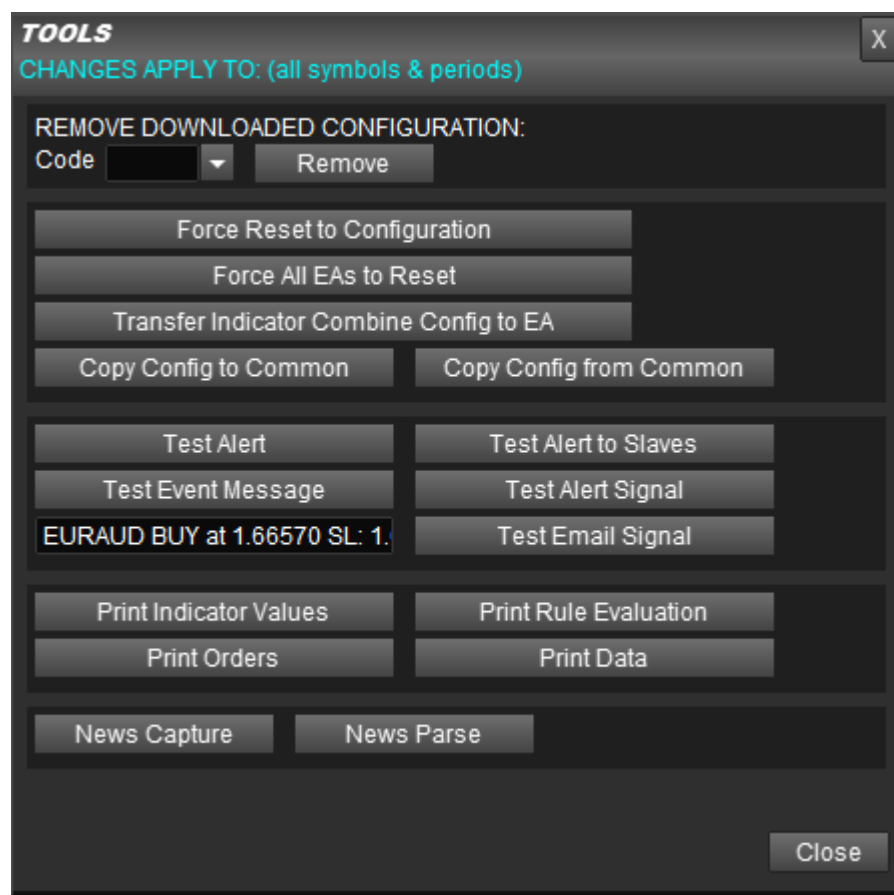 TOOLS
X
CHANGES APPLY TO: (all symbols & periods)
REMOVE DOWNLOADED CONFIGURATION:
Code Remove
Force Reset to Configuration
Force All EAs to Reset
Transfer Indicator Combine Config to EA
Copy Config to Common Copy Config from Common
Test Alert Test Alert to Slaves
Test Event Message Test Alert Signal
EURAUD BUY at 1.66570 SL: 1. Test Email Signal
Print Indicator Values Print Rule Evaluation
Print Orders Print Data
News Capture News Parse
Close